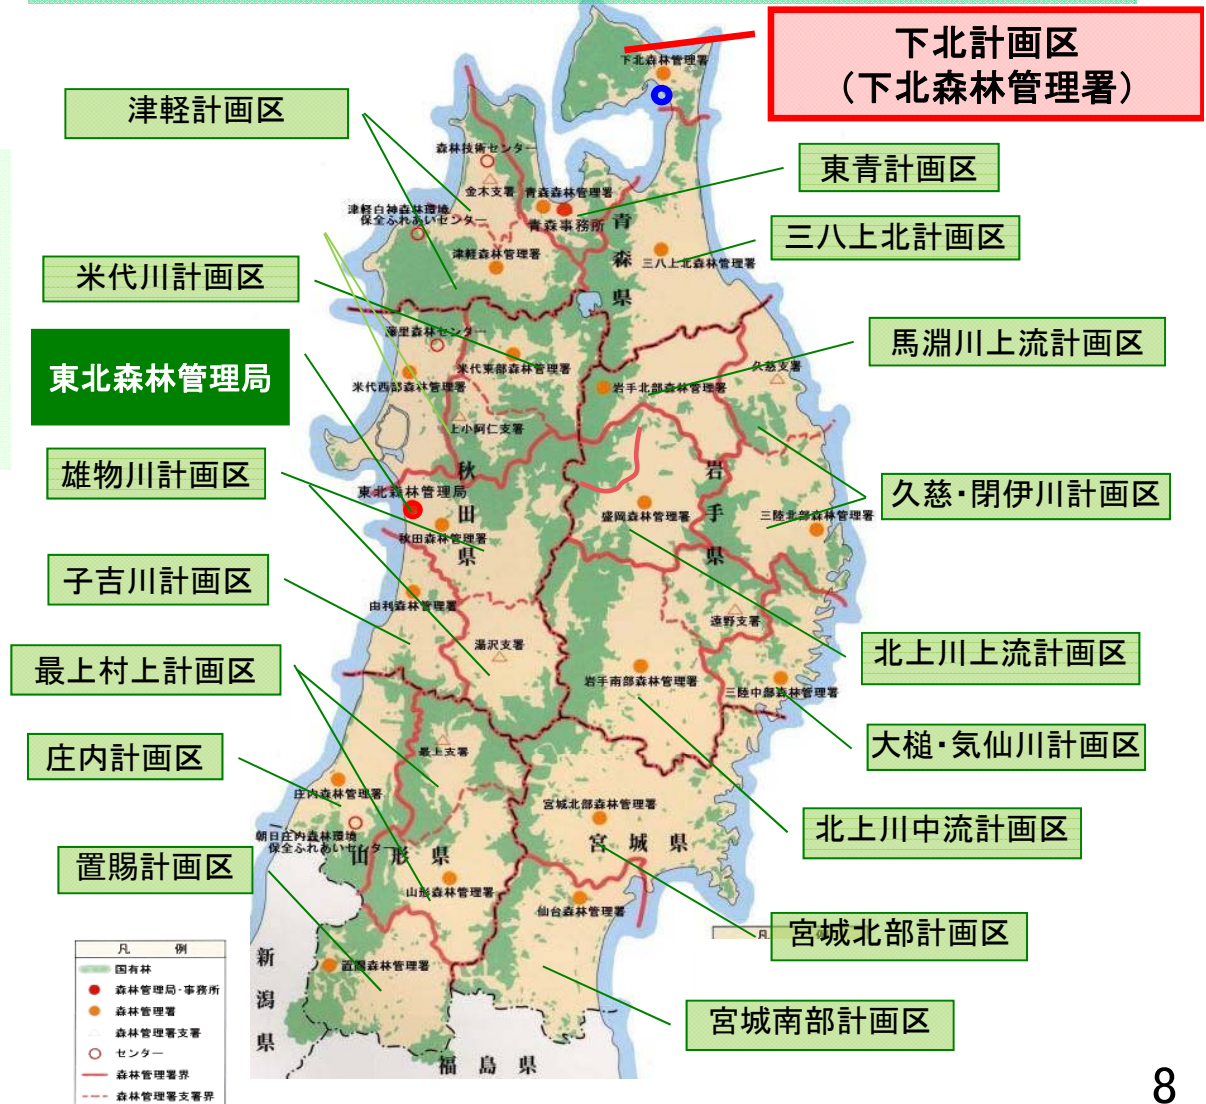 下北計画区
（下北森林管理署）
下北森林管理署
津軽計画区
森林技術センター
東青計画区
金木支署
青森森林管理署
津軽白神森林環境
保全ふれあいセンター
青森事務所
青森県
三八上北計画区
津軽森林管理署
三八上北森林管理署
米代川計画区
藤里森林センター
馬淵川上流計画区
東北森林管理局
米代東部森林管理署
久慈支署
米代西部森林管理署
岩手北部森林管理署
上小阿仁支署
雄物川計画区
秋田県
岩手県
東北森林管理局
久慈・閉伊川計画区
盛岡森林管理署
三陸北部森林管理署
秋田森林管理署
子吉川計画区
由利森林管理署
遠野支署
湯沢支署
北上川上流計画区
最上村上計画区
岩手南部森林管理署
三陸中部森林管理署
大槌・気仙川計画区
庄内計画区
最上支署
庄内森林管理署
宮城北部森林管理署
北上川中流計画区
朝日庄内森林環境
保全ふれあいセンター
山形県
宮城県
置賜計画区
山形森林管理署
仙台森林管理署
宮城北部計画区
凡
凡 例
国有林
森林管理局・事務所
森林管理署
森林管理署支署
センター
森林管理署界
森林管理署支署界
新潟県
置賜森林管理署
宮城南部計画区
福島県
8